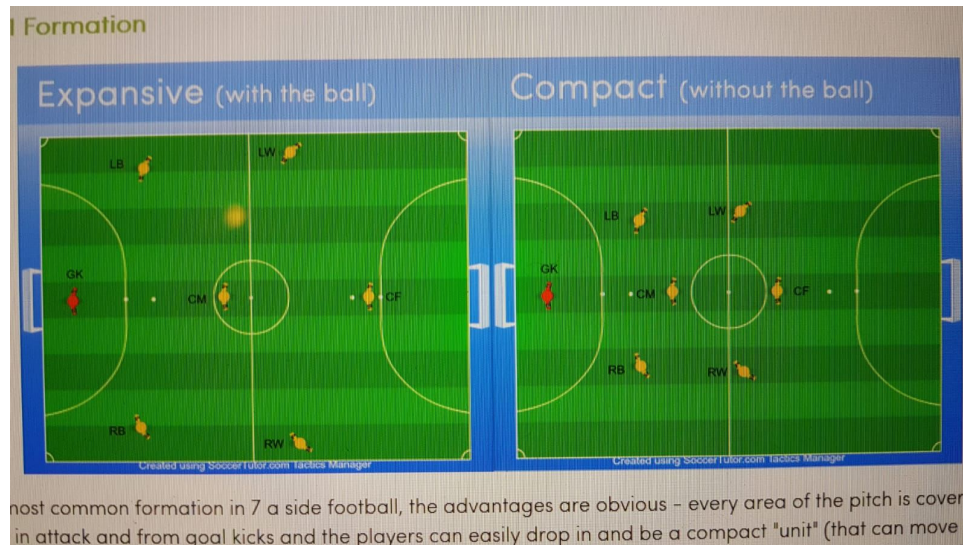 Formation
Expansive (with the ball)
Compact (without the ball)
LB
LW
GK
CM
CF
RB
RW
Created using SoccerTutor.com Tactics Manager
LB
LW
GK
CM
CF
RB
RW
Created using SoccerTutor.com Tactics Manager
most common formation in 7 a side football, the advantages are obvious - every area of the pitch is cover
in attack and from goal kicks and the players can easily drop in and be a compact "unit" (that can move